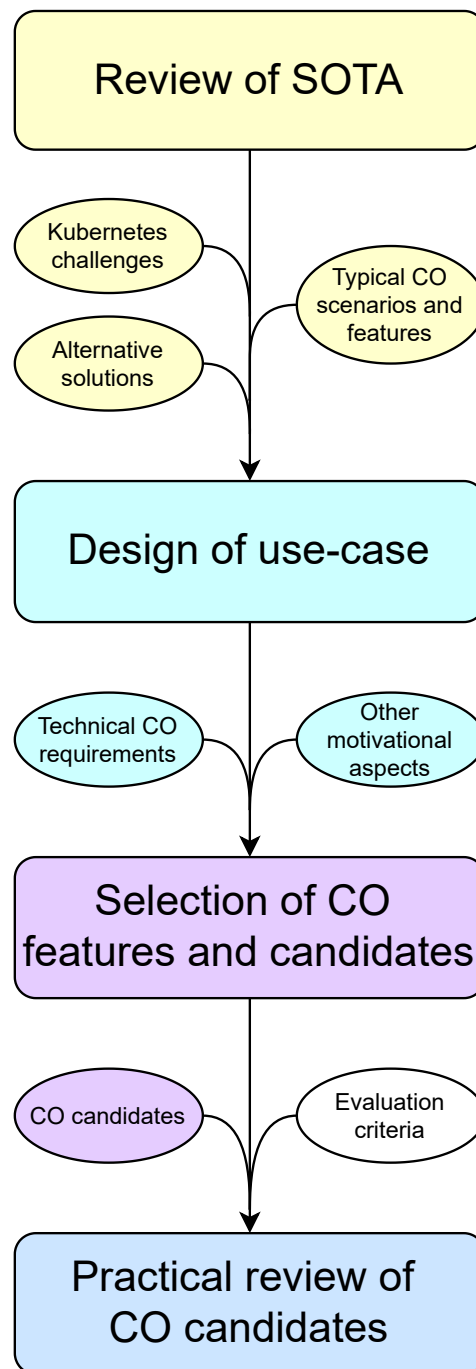 Review of SOTA
Kubernetes
challenges
Typical CO
scenarios and
features
Alternative
solutions
Design of use-case
Technical CO
requirements
Other
motivational
aspects
Selection of CO
features and candidates
CO candidates
Evaluation
criteria
Practical review of
CO candidates